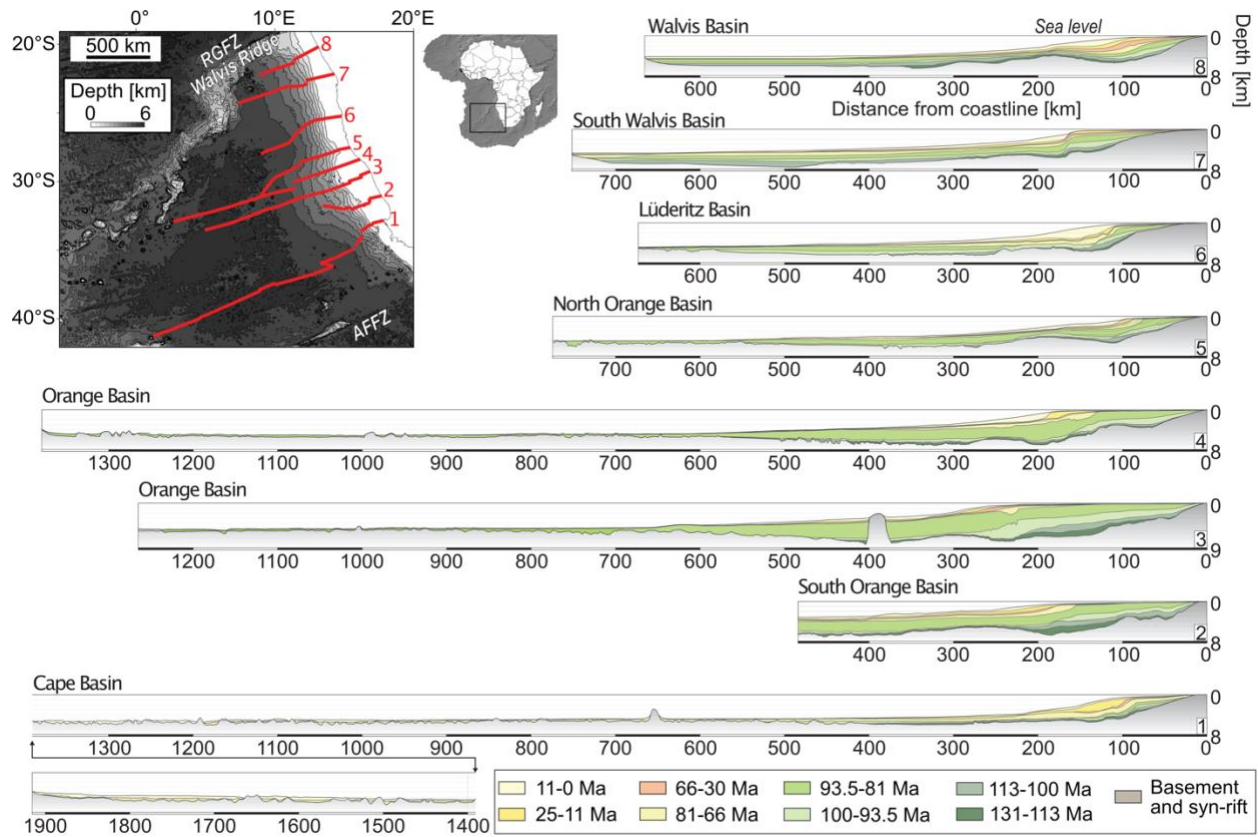 0° 10°E 20°E
20°S
30°S
40°S
500 km
Depth [km]
0 6
RGFZ
Walvis Ridge
AFFZ
8
7
6
5
4
3
2
1
Walvis Basin
Sea level
Depth [km]
0
8
8
600 500 400 300 200 100 0
Distance from coastline [km]
South Walvis Basin
0
7
8
700 600 500 400 300 200 100 0
Lüderitz Basin
0
6
8
600 500 400 300 200 100 0
North Orange Basin
0
5
8
700 600 500 400 300 200 100 0
Orange Basin
0
4
8
1300 1200 1100 1000 900 800 700 600 500 400 300 200 100 0
Orange Basin
0
3
9
1200 1100 1000 900 800 700 600 500 400 300 200 100 0
South Orange Basin
0
2
8
400 300 200 100 0
Cape Basin
0
1
8
1300 1200 1100 1000 900 800 700 600 500 400 300 200 100 0
1900 1800 1700 1600 1500 1400
11-0 Ma 66-30 Ma 93.5-81 Ma 113-100 Ma Basement
25-11 Ma 81-66 Ma 100-93.5 Ma 131-113 Ma and syn-rift